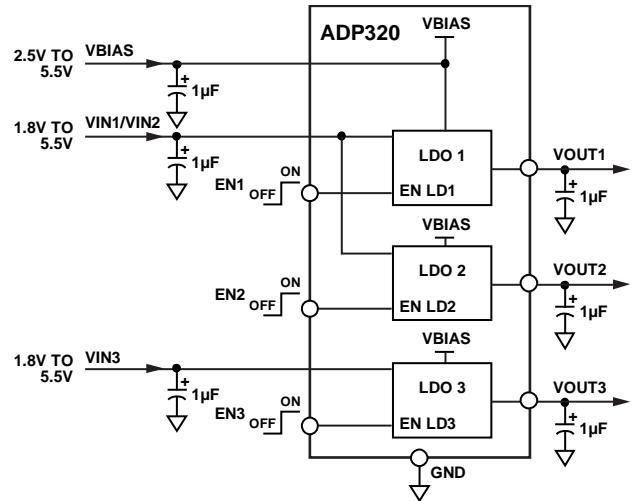 ADP320
VBIAS
2.5V TO
5.5V
VBIAS
+
1µF
1.8V TO
5.5V
VIN1/VIN2
+
1µF
LDO 1
EN LD1
EN1
OFF
ON
VOUT1
+
1µF
VBIAS
LDO 2
EN LD2
EN2
OFF
ON
VOUT2
+
1µF
VBIAS
1.8V TO
5.5V
VIN3
+
1µF
LDO 3
EN LD3
EN3
OFF
ON
VOUT3
+
1µF
GND